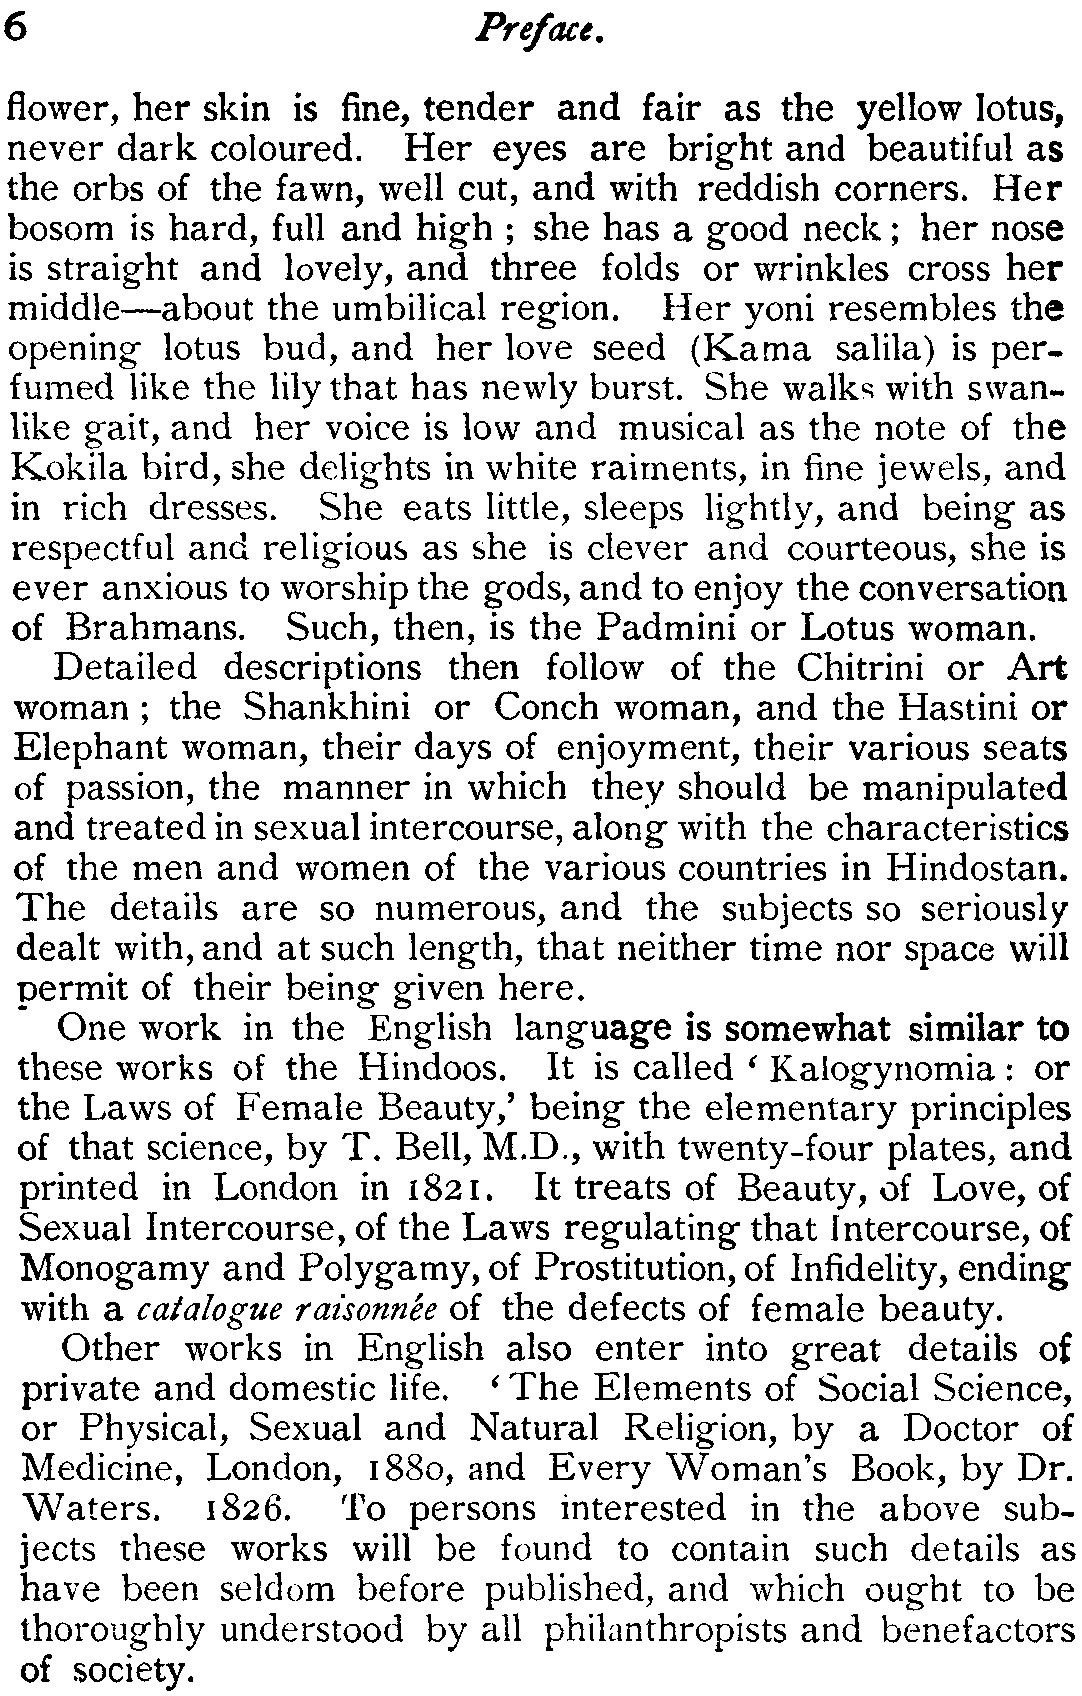 6 Preface.
flower, her skin is fine, tender and fair as the yellow lotus,
never dark coloured. Her eyes are bright and beautiful as
the orbs of the fawn, well cut, and with reddish corners. Her
bosom is hard, full and high ; she has a good neck ; her nose
is straight and lovely, and three folds or wrinkles cross her
middle—about the umbilical region. Her yoni resembles the
opening lotus bud, and her love seed (Kama salila) is per-
fumed like the lily that has newly burst. She walks with swan-
like gait, and her voice is low and musical as the note of the
Kokila bird, she delights in white raiments, in fine jewels, and
in rich dresses. She eats little, sleeps lightly, and being as
respectful and religious as she is clever and courteous, she is
ever anxious to worship the gods, and to enjoy the conversation
of Brahmans. Such, then, is the Padmini or Lotus woman.
Detailed descriptions then follow of the Chitrini or Art
woman ; the Shankhini or Conch woman, and the Hastini or
Elephant woman, their days of enjoyment, their various seats
of passion, the manner in which they should be manipulated
and treated in sexual intercourse, along with the characteristics
of the men and women of the various countries in Hindostan.
The details are so numerous, and the subjects so seriously
dealt with, and at such length, that neither time nor space will
permit of their being given here.
One work in the English language is somewhat similar to
these works of the Hindoos. It is called ‘ Kalogynomia : or
the Laws of Female Beauty,’ being the elementary principles
of that science, by T. Bell, M.D., with twenty-four plates, and
printed in London in 1821. It treats of Beauty, of Love, of
Sexual Intercourse, of the Laws regulating that Intercourse, of
Monogamy and Polygamy, of Prostitution, of Infidelity, ending
with a catalogue raisonnée of the defects of female beauty.
Other works in English also enter into great details of
private and domestic life. ‘ The Elements of Social Science,
or Physical, Sexual and Natural Religion, by a Doctor of
Medicine, London, 1880, and Every Woman's Book, by Dr.
Waters. 1826. To persons interested in the above sub-
jects these works will be found to contain such details as
have been seldom before published, and which ought to be
thoroughly understood by all philanthropists and benefactors
of society.